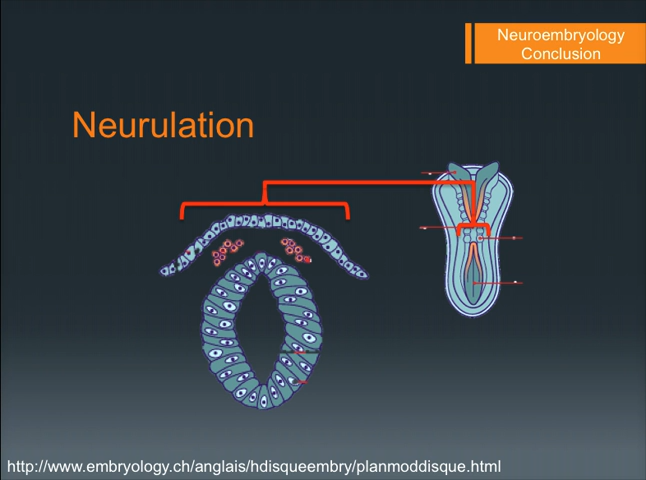 Neuroembryology
Conclusion
Neurulation
http://www.embryology.ch/anglais/hdisqueembry/planmoddisque.html